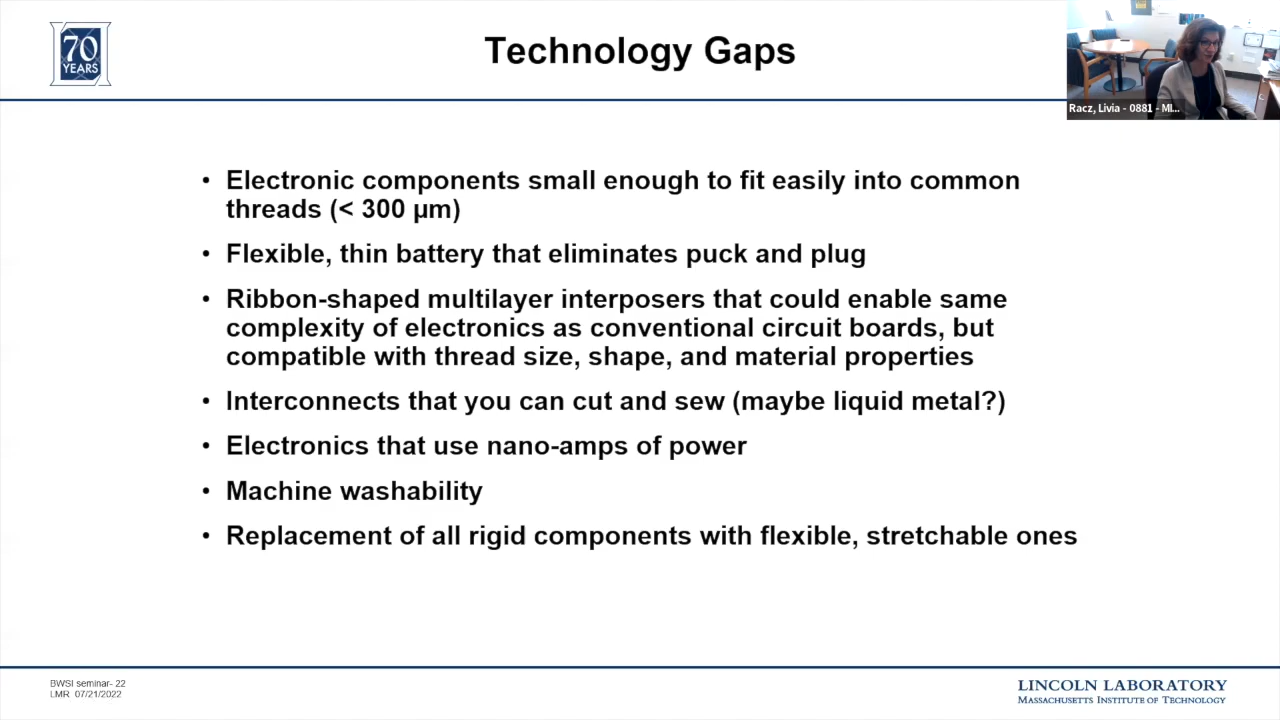 70
YEARS
Technology Gaps
Racz, Livia - 0881 - MI...
• Electronic components small enough to fit easily into common
threads (< 300 µm)
• Flexible, thin battery that eliminates puck and plug
• Ribbon-shaped multilayer interposers that could enable same
complexity of electronics as conventional circuit boards, but
compatible with thread size, shape, and material properties
• Interconnects that you can cut and sew (maybe liquid metal?)
• Electronics that use nano-amps of power
• Machine washability
• Replacement of all rigid components with flexible, stretchable ones
BWSI seminar- 22
LMR 07/21/2022
LINCOLN LABORATORY
MASSACHUSETTS INSTITUTE OF TECHNOLOGY